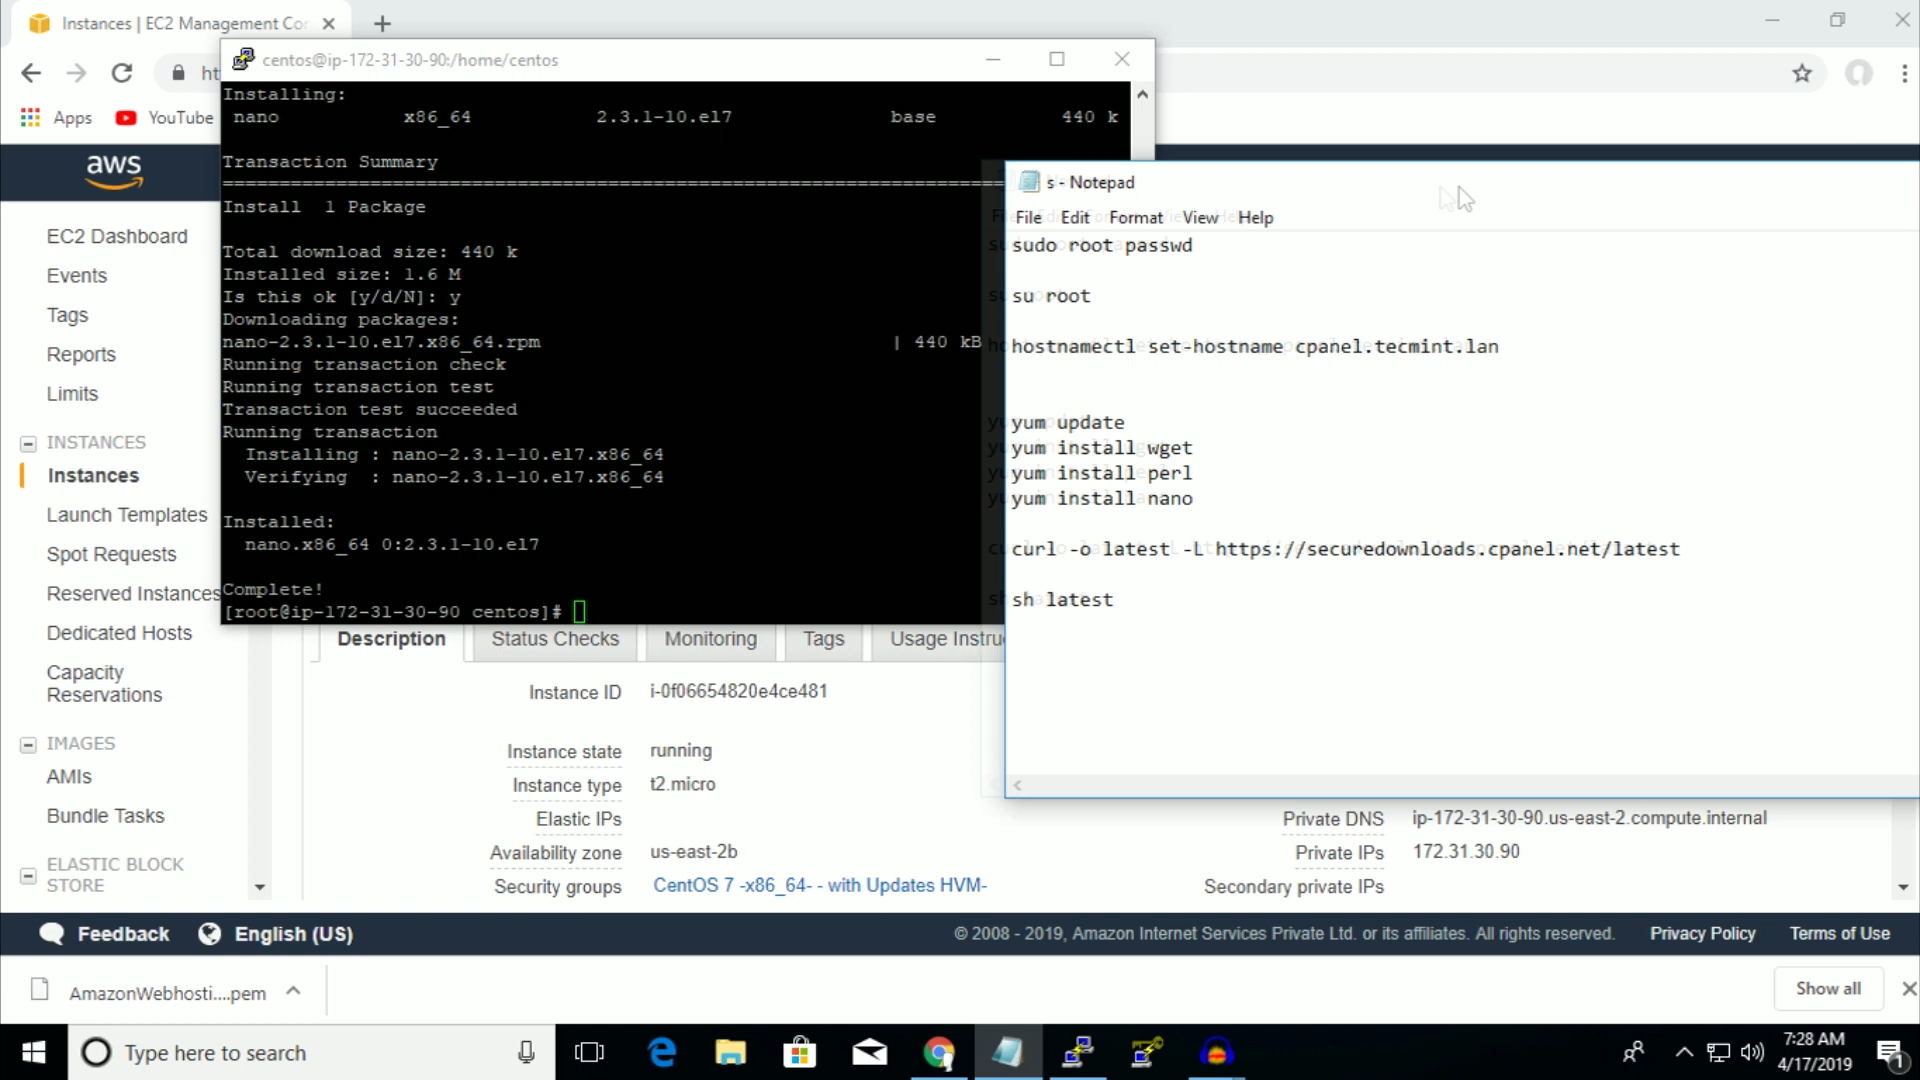 Instances | EC2 Management Con
centos@ip-172-31-30-90:/home/centos
Apps
YouTube
Installing:
nano x86_64 2.3.1-10.el7 base 440 k
Transaction Summary
Install 1 Package
Total download size: 440 k
Installed size: 1.6 M
Is this ok [y/d/N]: y
Downloading packages:
nano-2.3.1-10.el7.x86_64.rpm | 440 kB
Running transaction check
Running transaction test
Transaction test succeeded
Running transaction
Installing : nano-2.3.1-10.el7.x86_64
Verifying : nano-2.3.1-10.el7.x86_64
Installed:
nano.x86_64 0:2.3.1-10.el7
Complete!
[root@ip-172-31-30-90 centos]#
s - Notepad
File Edit Format View Help
sudo root passwd
su root
hostnamectl set-hostname cpanel.tecmint.lan
yum update
yum install wget
yum install perl
yum install nano
curl -o latest -L https://securedownloads.cpanel.net/latest
sh latest
aws
EC2 Dashboard
Events
Tags
Reports
Limits
INSTANCES
Instances
Launch Templates
Spot Requests
Reserved Instances
Dedicated Hosts
Capacity
Reservations
IMAGES
AMIs
Bundle Tasks
ELASTIC BLOCK
STORE
Description Status Checks Monitoring Tags Usage Instru
Instance ID i-0f06654820e4ce481
Instance state running
Instance type t2.micro
Elastic IPs
Availability zone us-east-2b
Security groups CentOS 7 -x86_64- - with Updates HVM-
Private DNS ip-172-31-30-90.us-east-2.compute.internal
Private IPs 172.31.30.90
Secondary private IPs
Feedback English (US)
© 2008 - 2019, Amazon Internet Services Private Ltd. or its affiliates. All rights reserved. Privacy Policy Terms of Use
AmazonWebhosti....pem
Show all
Type here to search
7:28 AM
4/17/2019
1